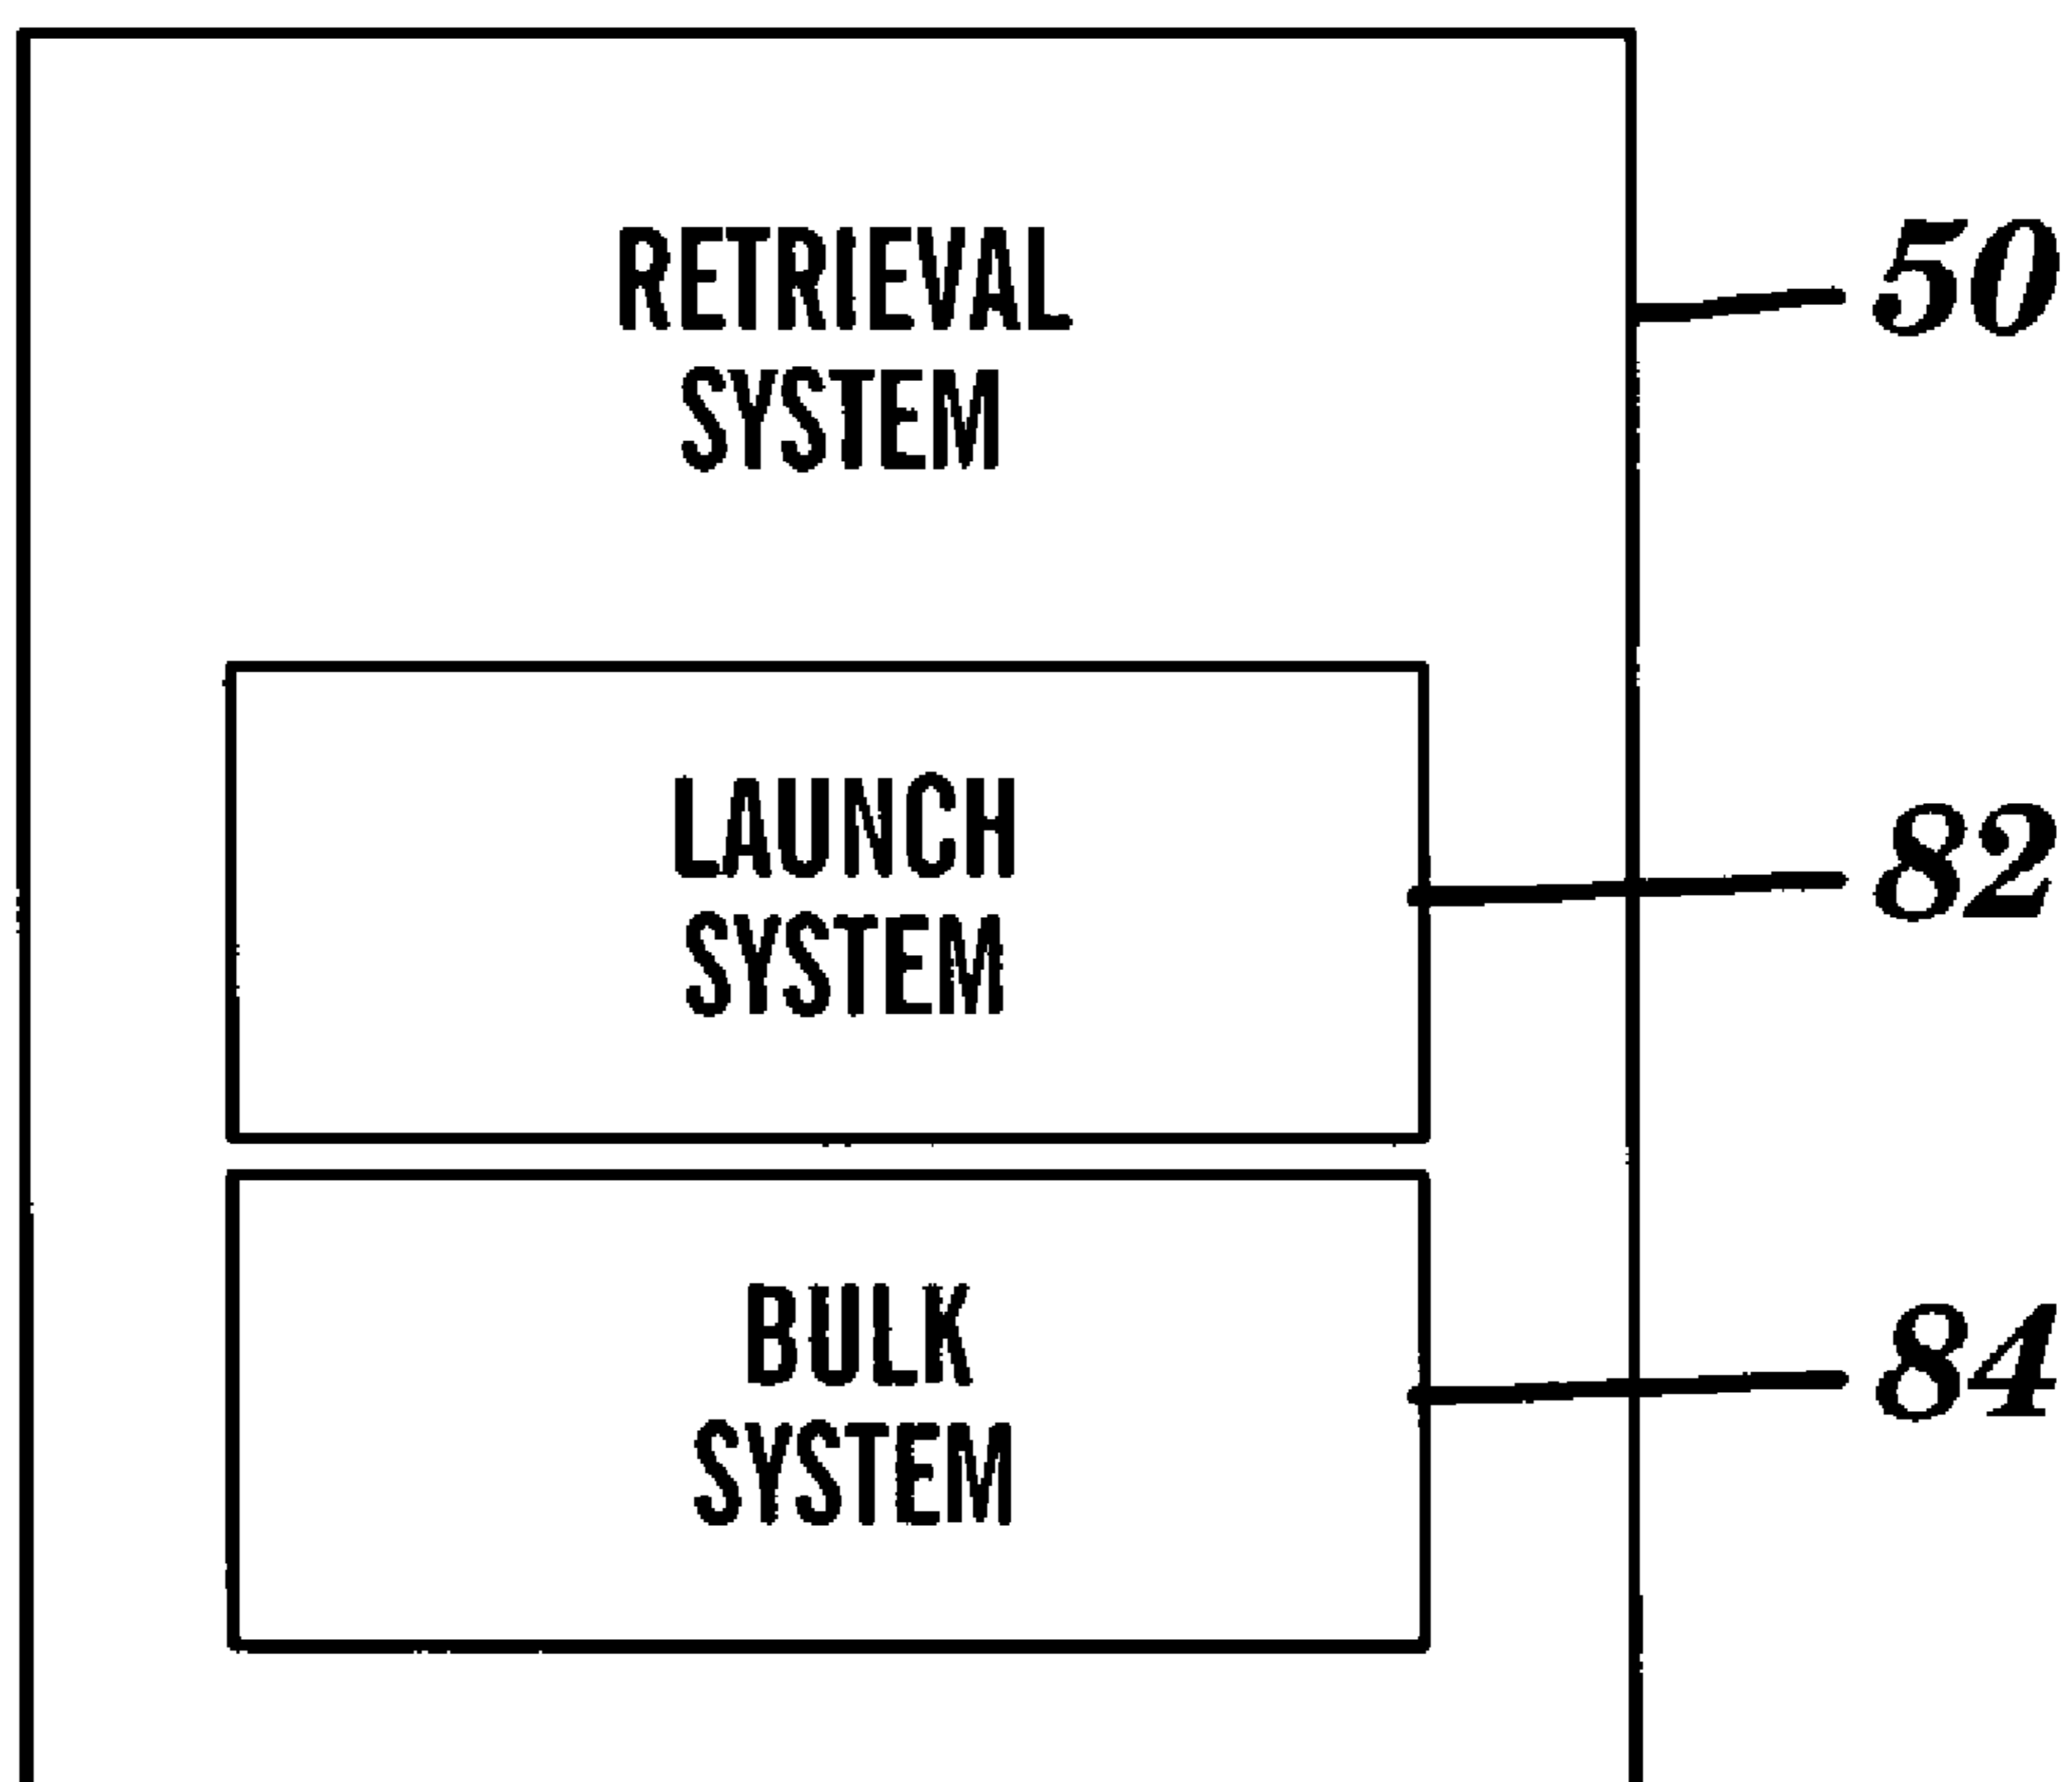 RETRIEVAL
SYSTEM
50
LAUNCH
SYSTEM
82
BULK
SYSTEM
84